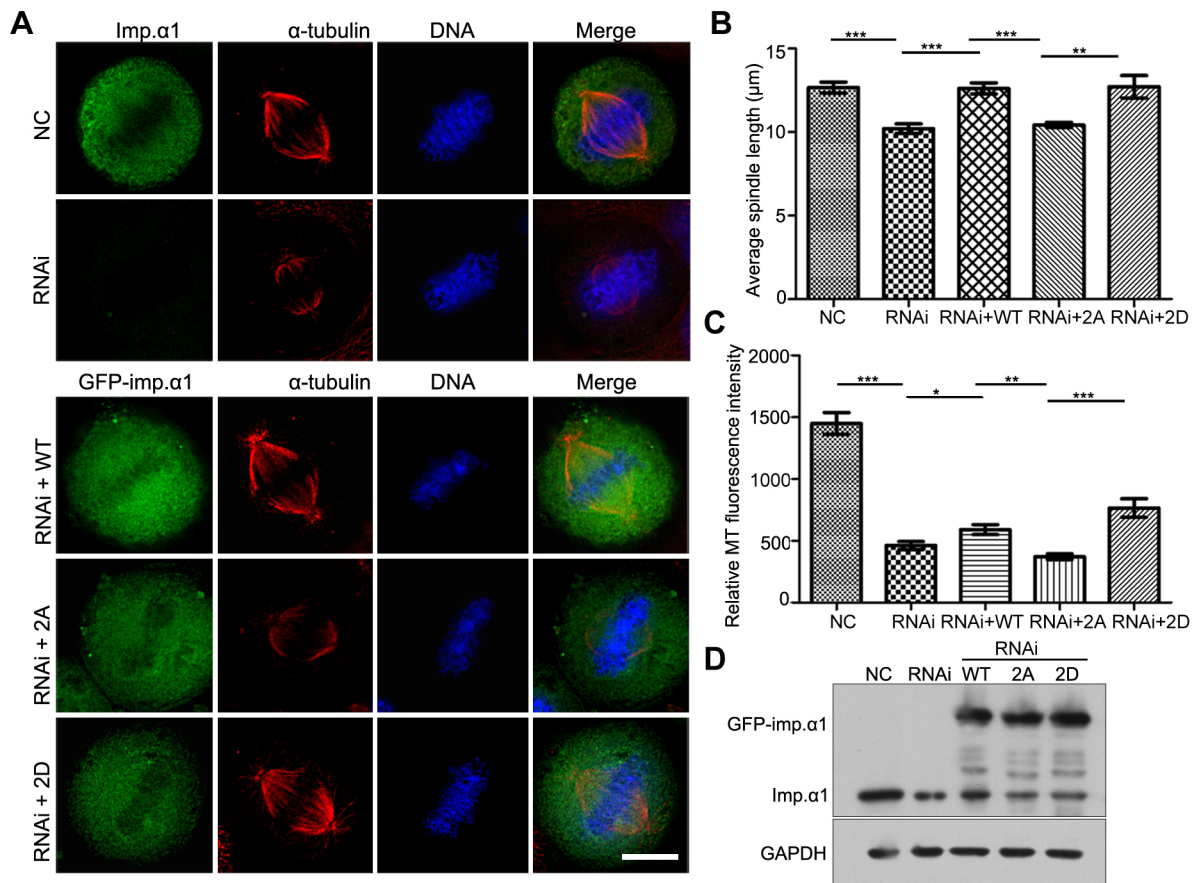 A
Imp.α1 α-tubulin DNA Merge
NC
RNAi
GFP-imp.α1 α-tubulin DNA Merge
RNAi + WT
RNAi + 2A
RNAi + 2D
B
*** *** *** **
Average spindle length (μm)
15
10
5
0
NC RNAi RNAi+WT RNAi+2A RNAi+2D
C
*** * ** ***
Relative MT fluorescence intensity
2000
1500
1000
500
0
NC RNAi RNAi+WT RNAi+2A RNAi+2D
D
RNAi
NC RNAi WT 2A 2D
GFP-imp.α1
Imp.α1
GAPDH